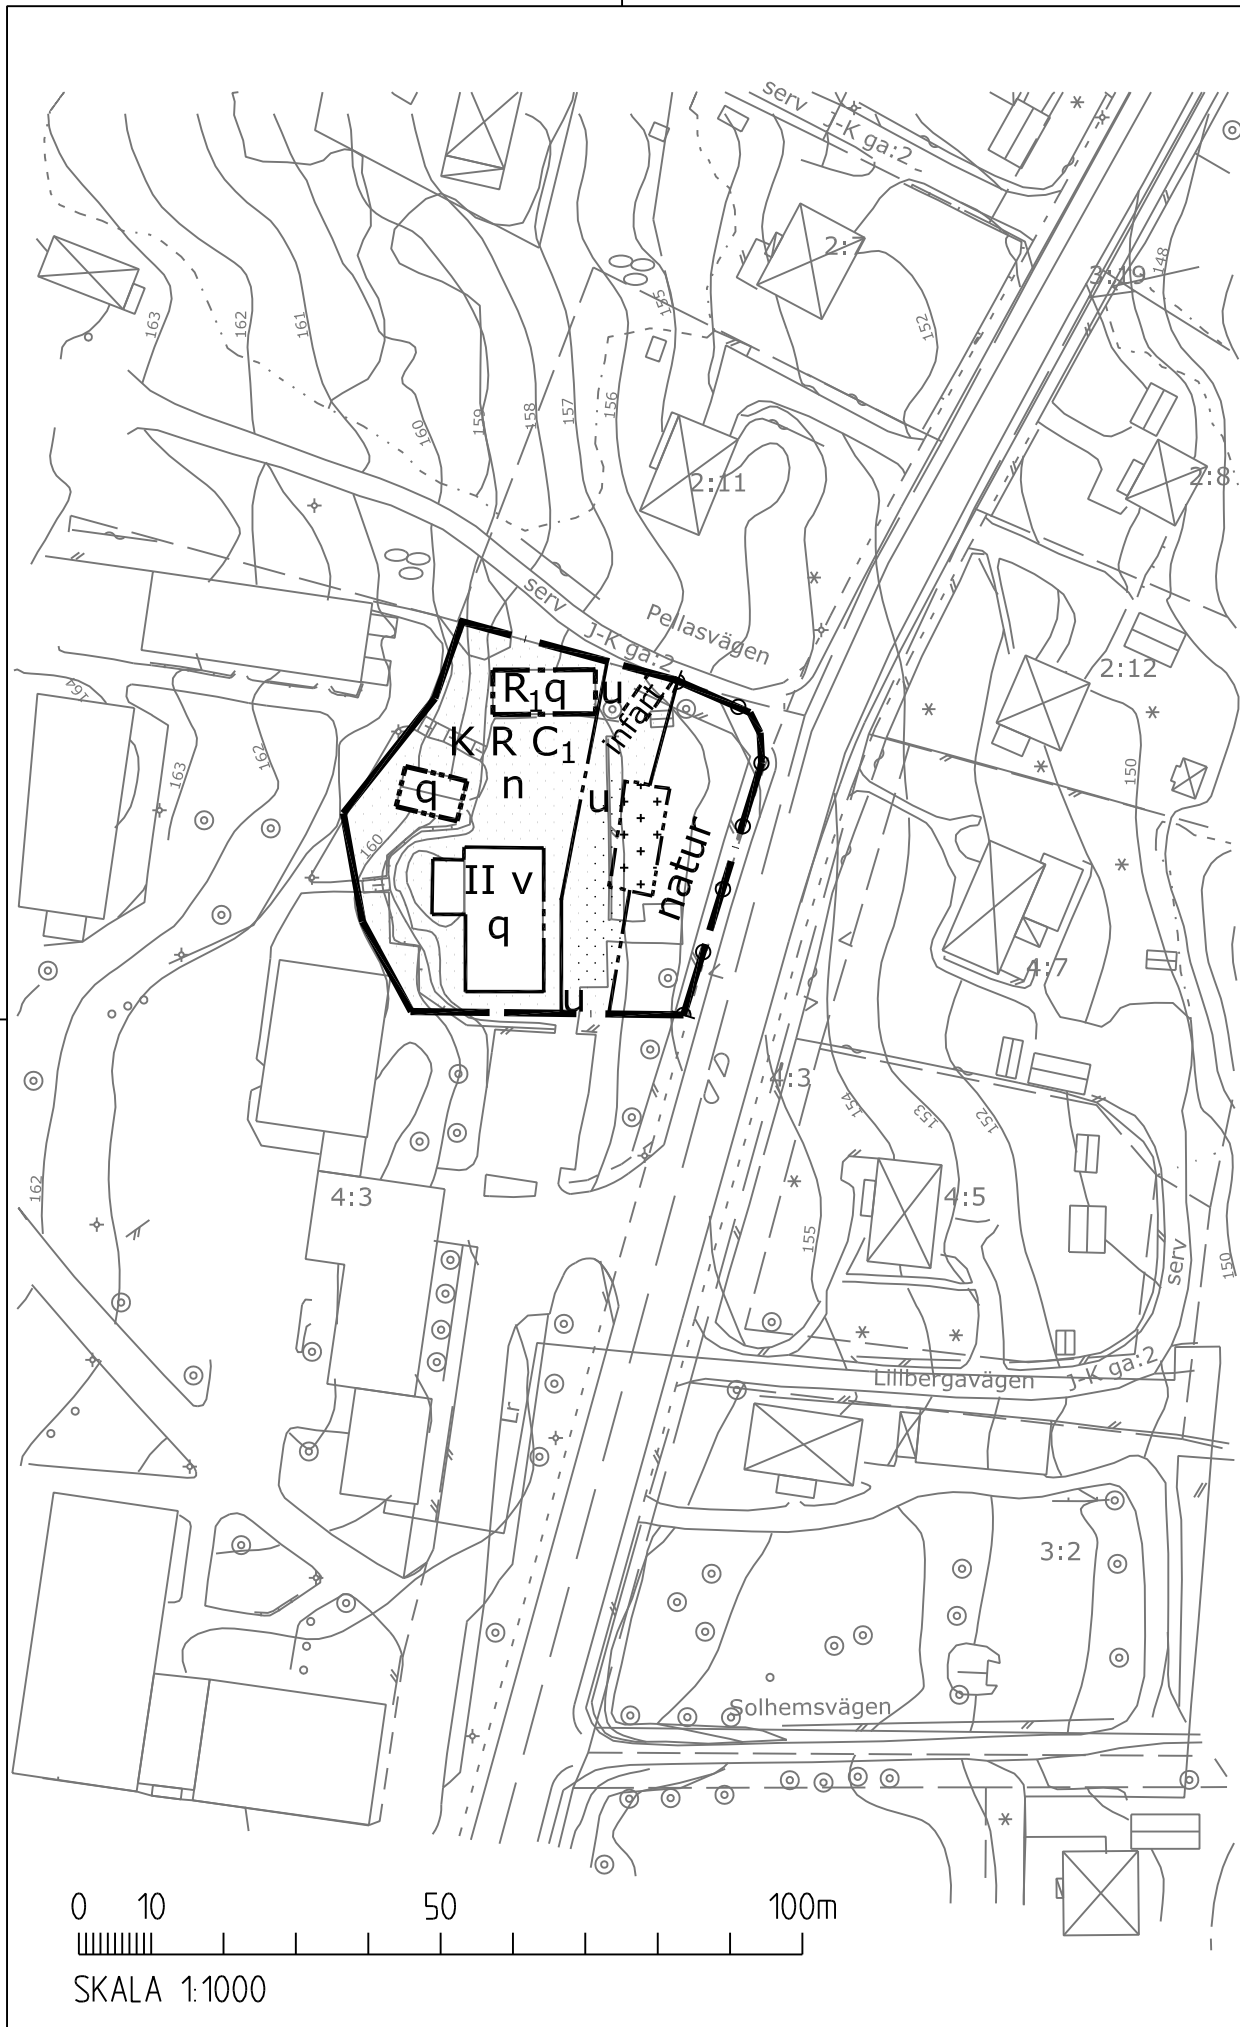 serv
J-K ga:2
2:7
3:19
148
155
152
163
162
161
160
159
158
157
156
2:11
2:8
serv
J-K ga:2
Pellasvägen
2:12
164
163
162
R1q
u
infart
K R C1
n
q
u
160
II v
q
natur
u
150
4:7
4:3
154
153
152
162
4:3
4:5
155
serv
150
Lillbergavägen
J-K ga:2
Lr
3:2
Solhemsvägen
0 10 50 100m
SKALA 1:1000